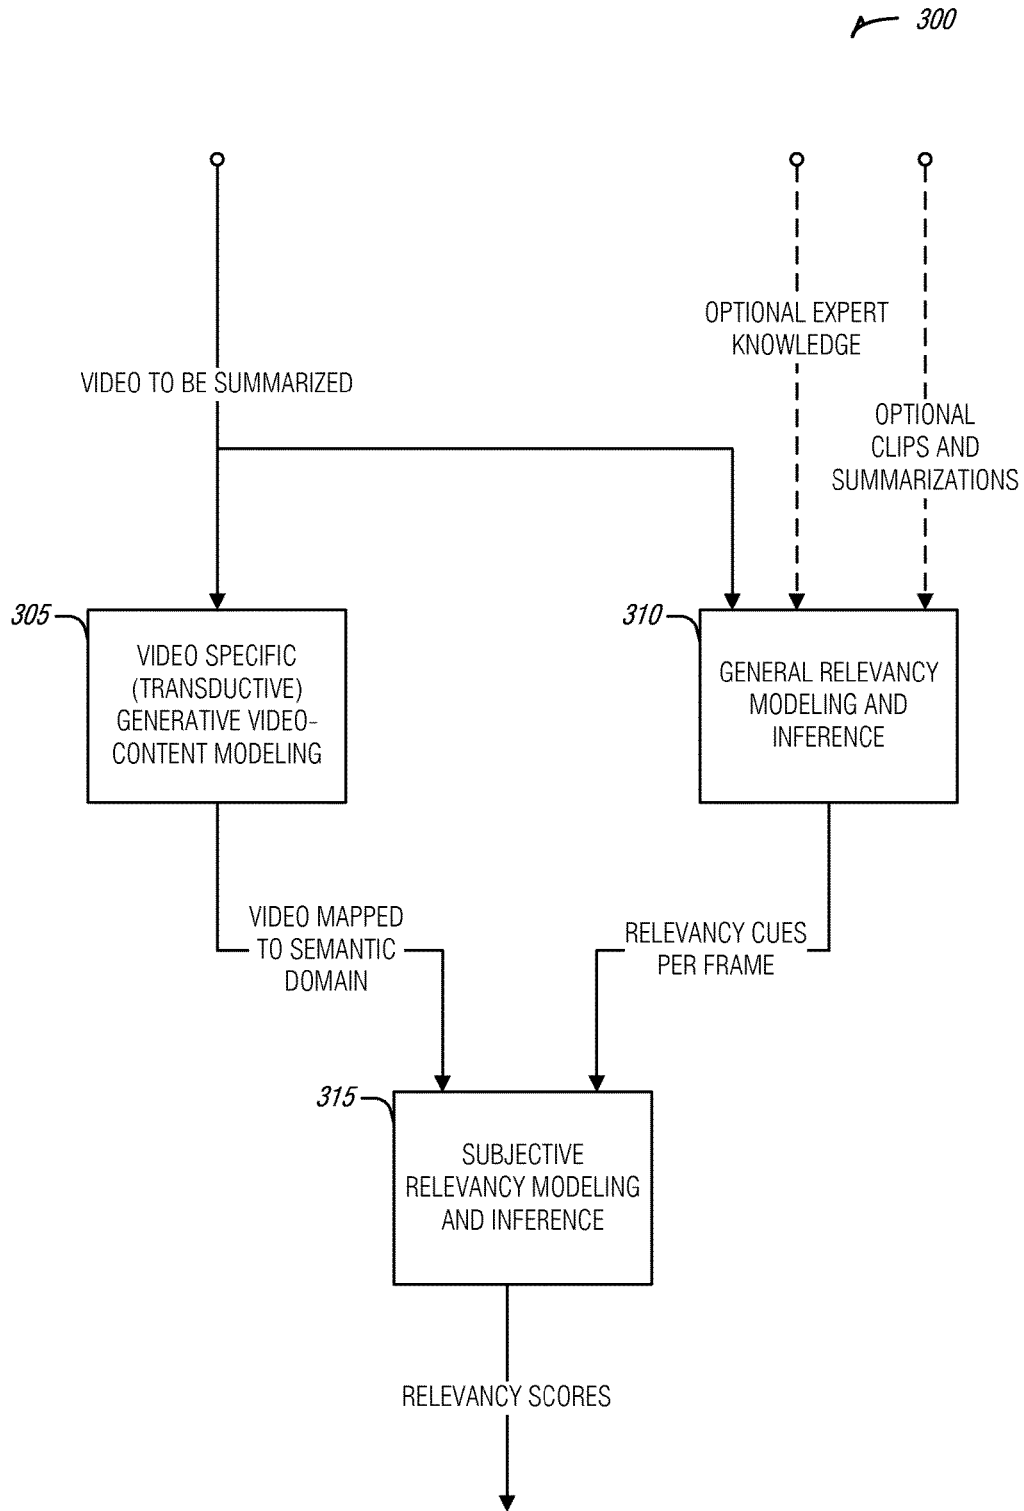 300
OPTIONAL EXPERT
KNOWLEDGE
VIDEO TO BE SUMMARIZED
OPTIONAL
CLIPS AND
SUMMARIZATIONS
305
VIDEO SPECIFIC
(TRANSDUCTIVE)
GENERATIVE VIDEO-
CONTENT MODELING
310
GENERAL RELEVANCY
MODELING AND
INFERENCE
VIDEO MAPPED
TO SEMANTIC
DOMAIN
RELEVANCY CUES
PER FRAME
315
SUBJECTIVE
RELEVANCY MODELING
AND INFERENCE
RELEVANCY SCORES